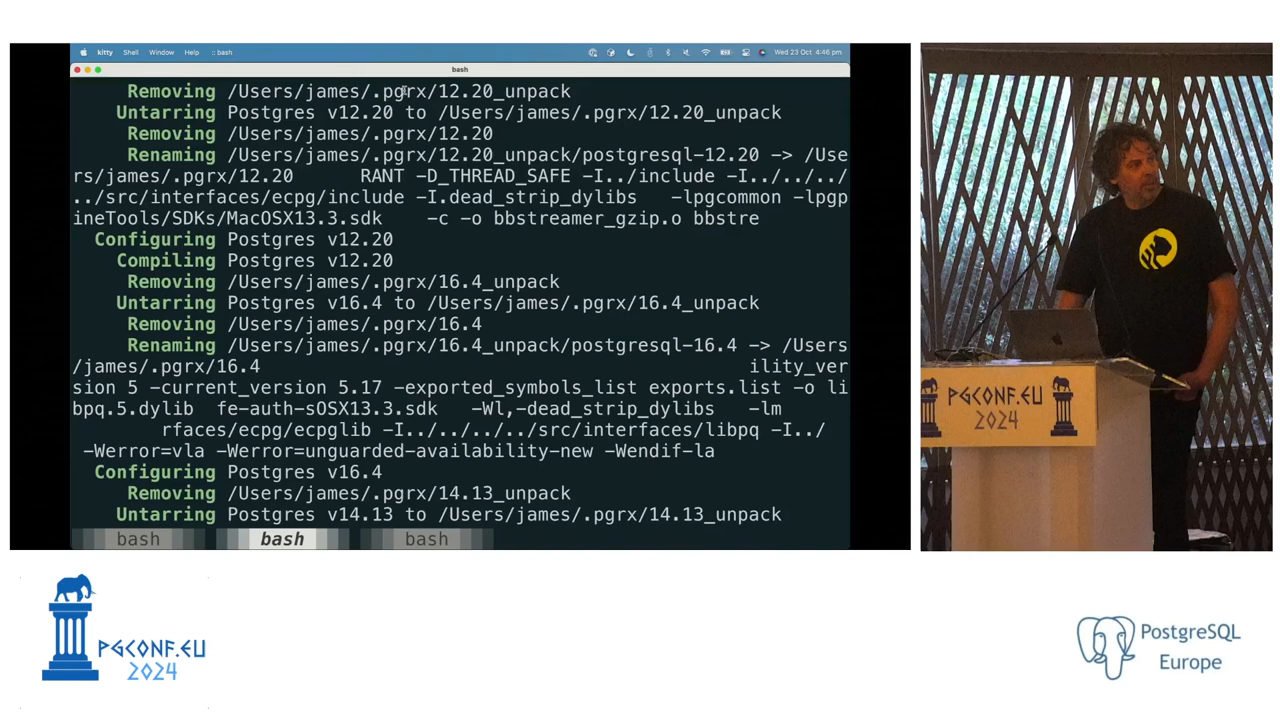 kitty Shell Window Help :: bash
Wed 23 Oct 4:46 pm
bash
Removing /Users/james/.pgrx/12.20_unpack
Untarring Postgres v12.20 to /Users/james/.pgrx/12.20_unpack
Removing /Users/james/.pgrx/12.20
Renaming /Users/james/.pgrx/12.20_unpack/postgresql-12.20 -> /Use
rs/james/.pgrx/12.20 RANT -D_THREAD_SAFE -I../include -I../../../
../src/interfaces/ecpg/include -I.dead_strip_dylibs -lpgcommon -lpgp
ineTools/SDKs/MacOSX13.3.sdk -c -o bbstreamer_gzip.o bbstre
Configuring Postgres v12.20
Compiling Postgres v12.20
Removing /Users/james/.pgrx/16.4_unpack
Untarring Postgres v16.4 to /Users/james/.pgrx/16.4_unpack
Removing /Users/james/.pgrx/16.4
Renaming /Users/james/.pgrx/16.4_unpack/postgresql-16.4 -> /Users
/james/.pgrx/16.4 ility_ver
sion 5 -current_version 5.17 -exported_symbols_list exports.list -o li
bpq.5.dylib fe-auth-sOSX13.3.sdk -Wl,-dead_strip_dylibs -lm
rfaces/ecpg/ecpglib -I../../../../src/interfaces/libpq -I../
-Werror=vla -Werror=unguarded-availability-new -Wendif-la
Configuring Postgres v16.4
Removing /Users/james/.pgrx/14.13_unpack
Untarring Postgres v14.13 to /Users/james/.pgrx/14.13_unpack
bash bash bash
PGCONF.EU
2024
PGCONF.EU
2024
PostgreSQL
Europe